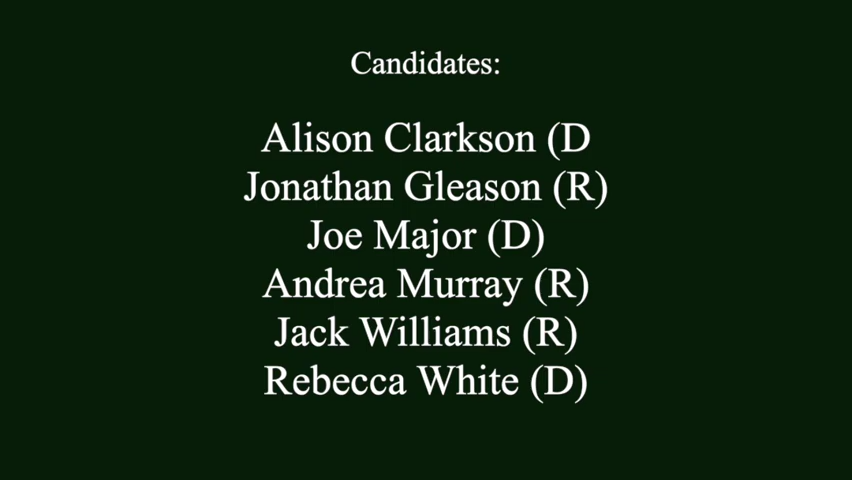 Candidates:
Alison Clarkson (D
Jonathan Gleason (R)
Joe Major (D)
Andrea Murray (R)
Jack Williams (R)
Rebecca White (D)